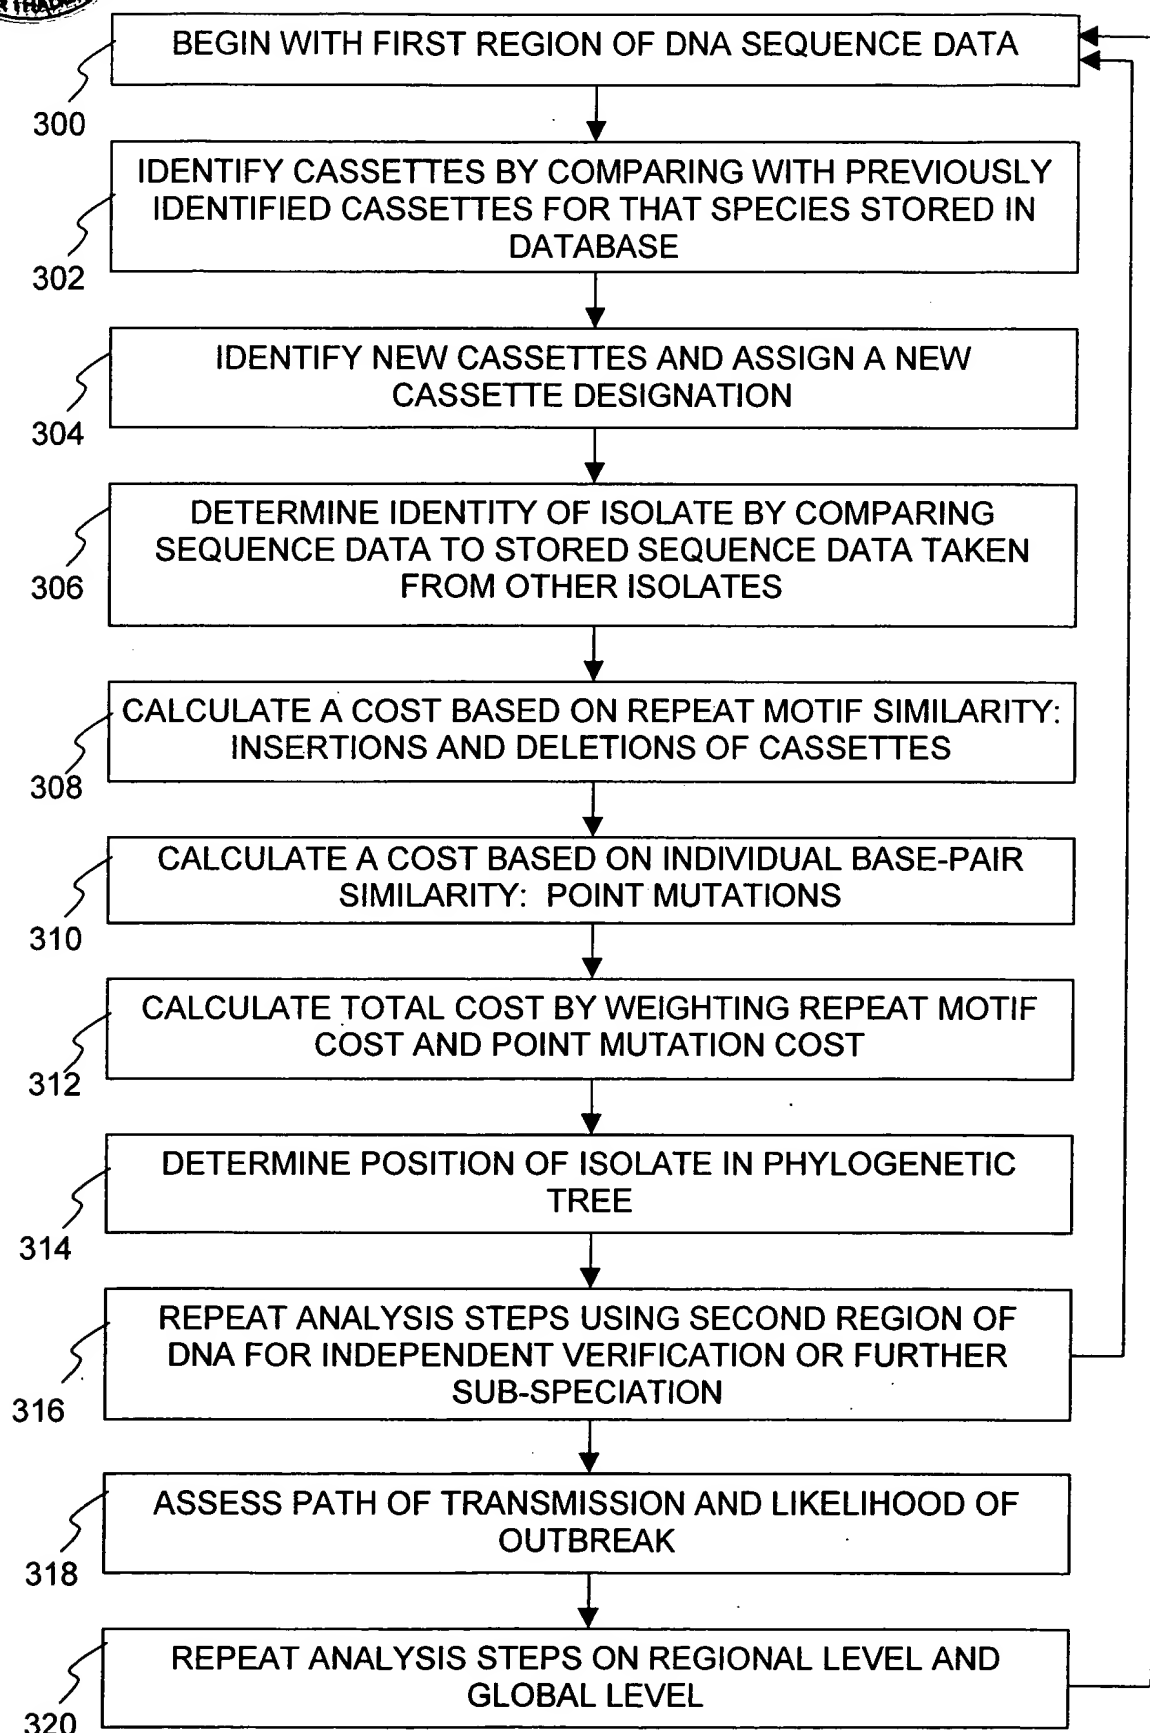 BEGIN WITH FIRST REGION OF DNA SEQUENCE DATA
300
IDENTIFY CASSETTES BY COMPARING WITH PREVIOUSLY
IDENTIFIED CASSETTES FOR THAT SPECIES STORED IN
DATABASE
302
IDENTIFY NEW CASSETTES AND ASSIGN A NEW
CASSETTE DESIGNATION
304
DETERMINE IDENTITY OF ISOLATE BY COMPARING
SEQUENCE DATA TO STORED SEQUENCE DATA TAKEN
FROM OTHER ISOLATES
306
CALCULATE A COST BASED ON REPEAT MOTIF SIMILARITY:
INSERTIONS AND DELETIONS OF CASSETTES
308
CALCULATE A COST BASED ON INDIVIDUAL BASE-PAIR
SIMILARITY: POINT MUTATIONS
310
CALCULATE TOTAL COST BY WEIGHTING REPEAT MOTIF
COST AND POINT MUTATION COST
312
DETERMINE POSITION OF ISOLATE IN PHYLOGENETIC
TREE
314
REPEAT ANALYSIS STEPS USING SECOND REGION OF
DNA FOR INDEPENDENT VERIFICATION OR FURTHER
SUB-SPECIATION
316
ASSESS PATH OF TRANSMISSION AND LIKELIHOOD OF
OUTBREAK
318
REPEAT ANALYSIS STEPS ON REGIONAL LEVEL AND
GLOBAL LEVEL
320